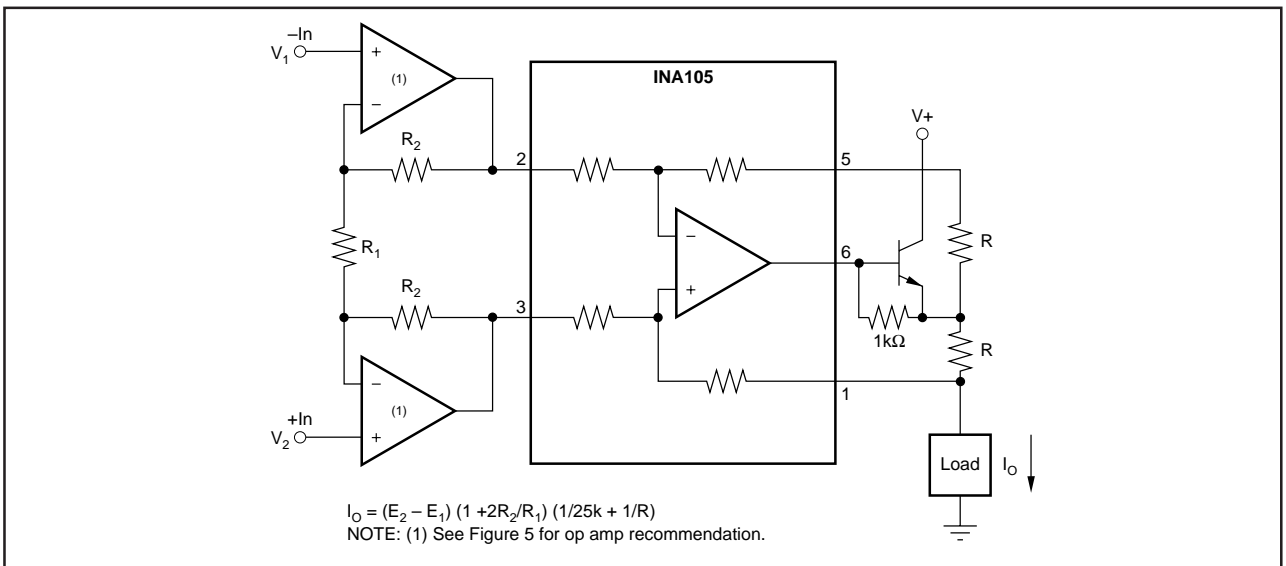 –In
V1
+
(1)
–
R2
R1
R2
–
(1)
+
+In
V2
INA105
2
5
–
+
6
3
1
V+
R
1kΩ
R
Load
IO
IO = (E2 – E1) (1 +2R2/R1) (1/25k + 1/R)
NOTE: (1) See Figure 5 for op amp recommendation.